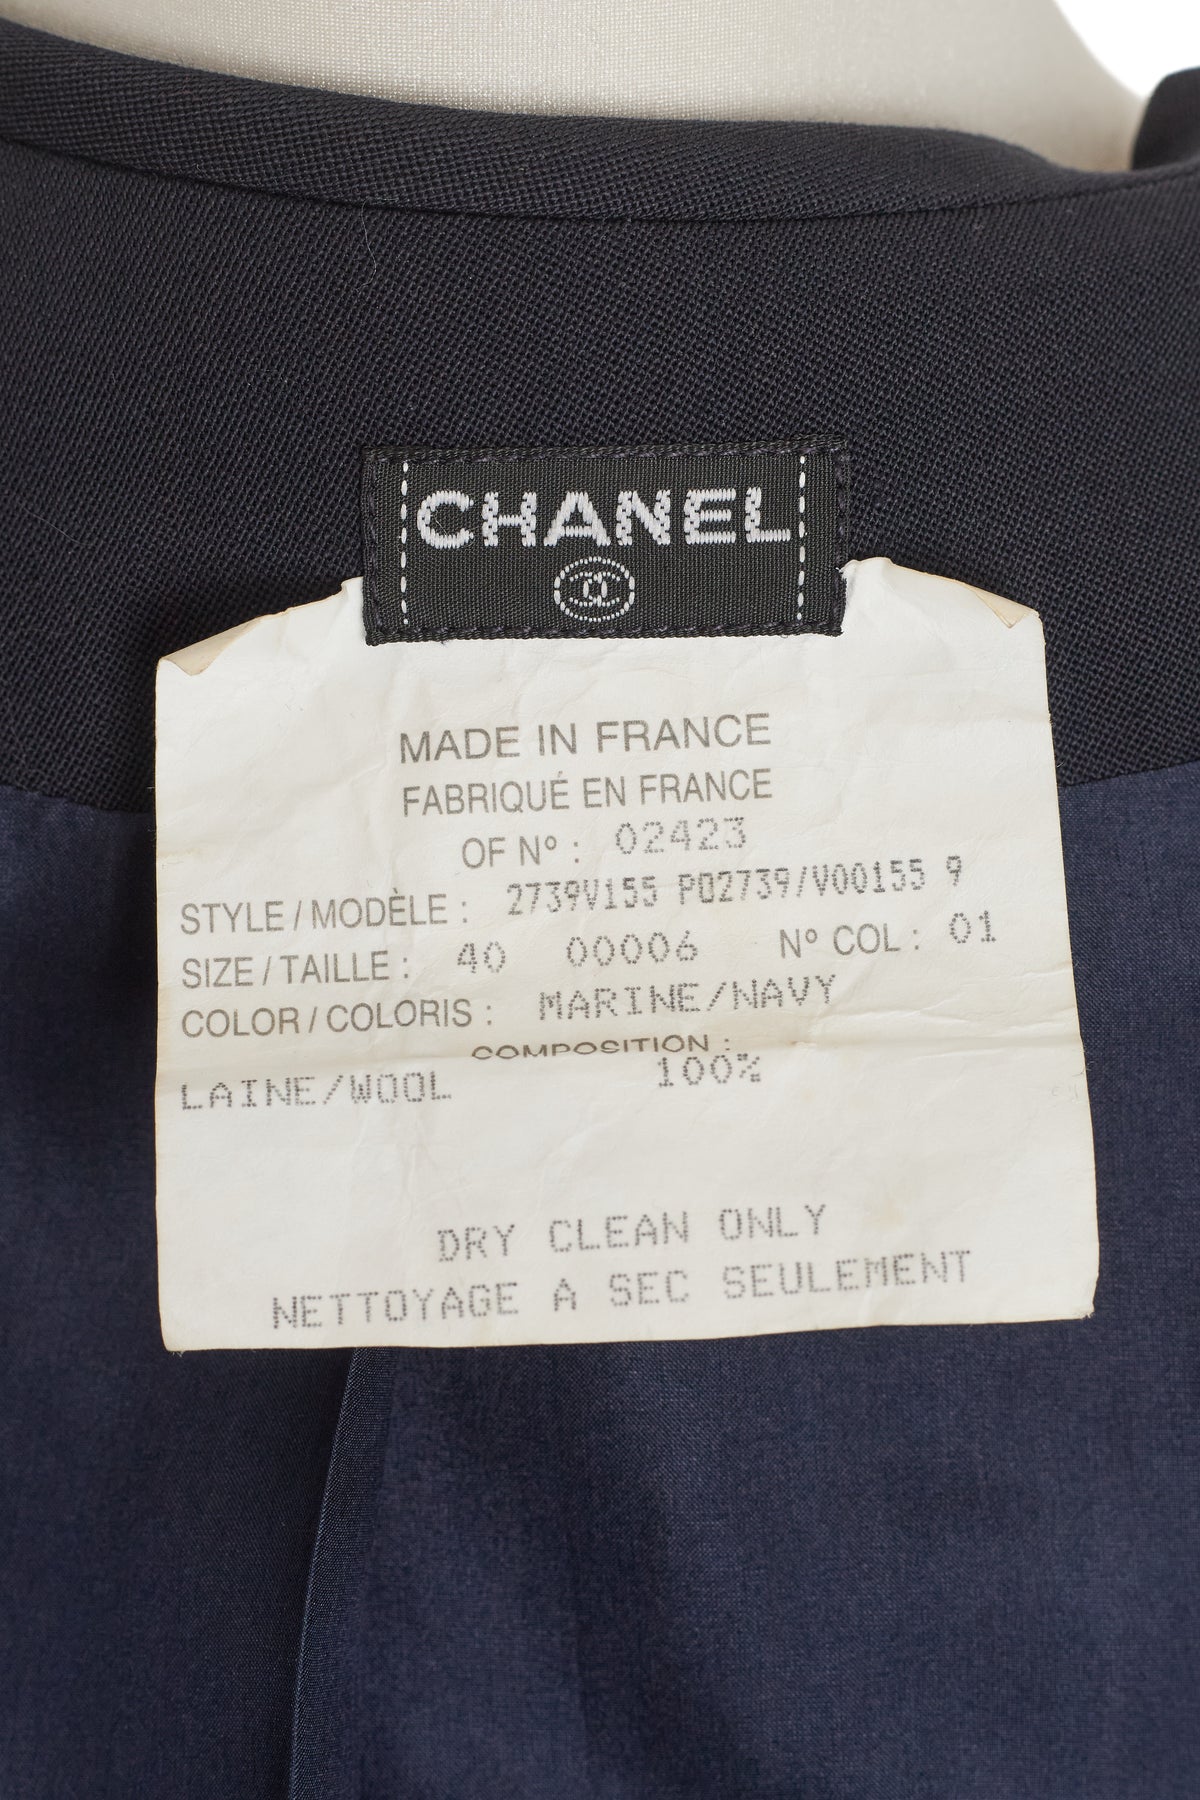 CHANEL
MADE IN FRANCE
FABRIQUÉ EN FRANCE
OF N° : 02423
STYLE / MODÈLE : 2739V155 P02739/V00155 9
SIZE / TAILLE : 40 00006 N° COL : 01
COLOR / COLORIS : MARINE/NAVY
COMPOSITION :
LAINE/WOOL 100%
DRY CLEAN ONLY
NETTOYAGE A SEC SEULEMENT